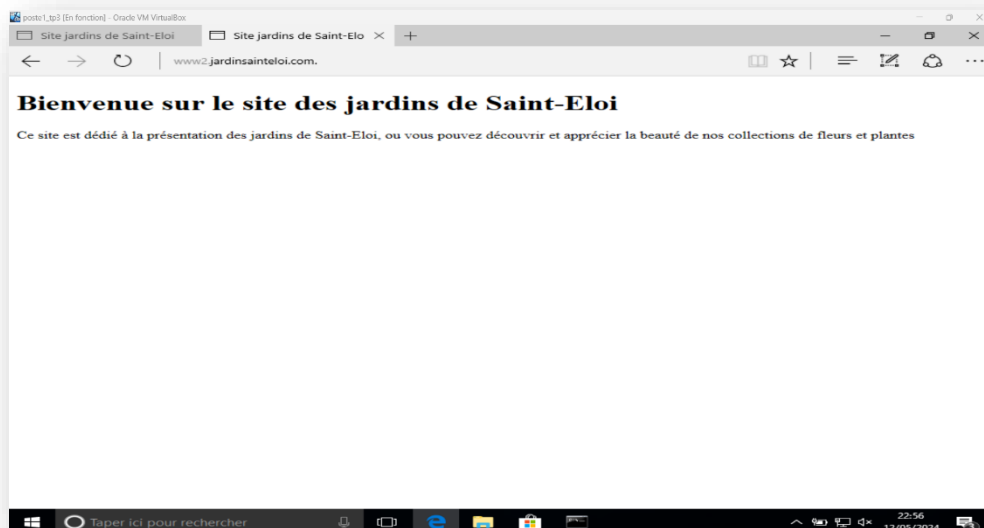 poste1_tp3 [En fonction] - Oracle VM VirtualBox
Site jardins de Saint-Eloi
Site jardins de Saint-Elo
www2.jardinsainteloi.com.
Bienvenue sur le site des jardins de Saint-Eloi
Ce site est dédié à la présentation des jardins de Saint-Eloi, ou vous pouvez découvrir et apprécier la beauté de nos collections de fleurs et plantes
Taper ici pour rechercher
22:56
12/05/2024